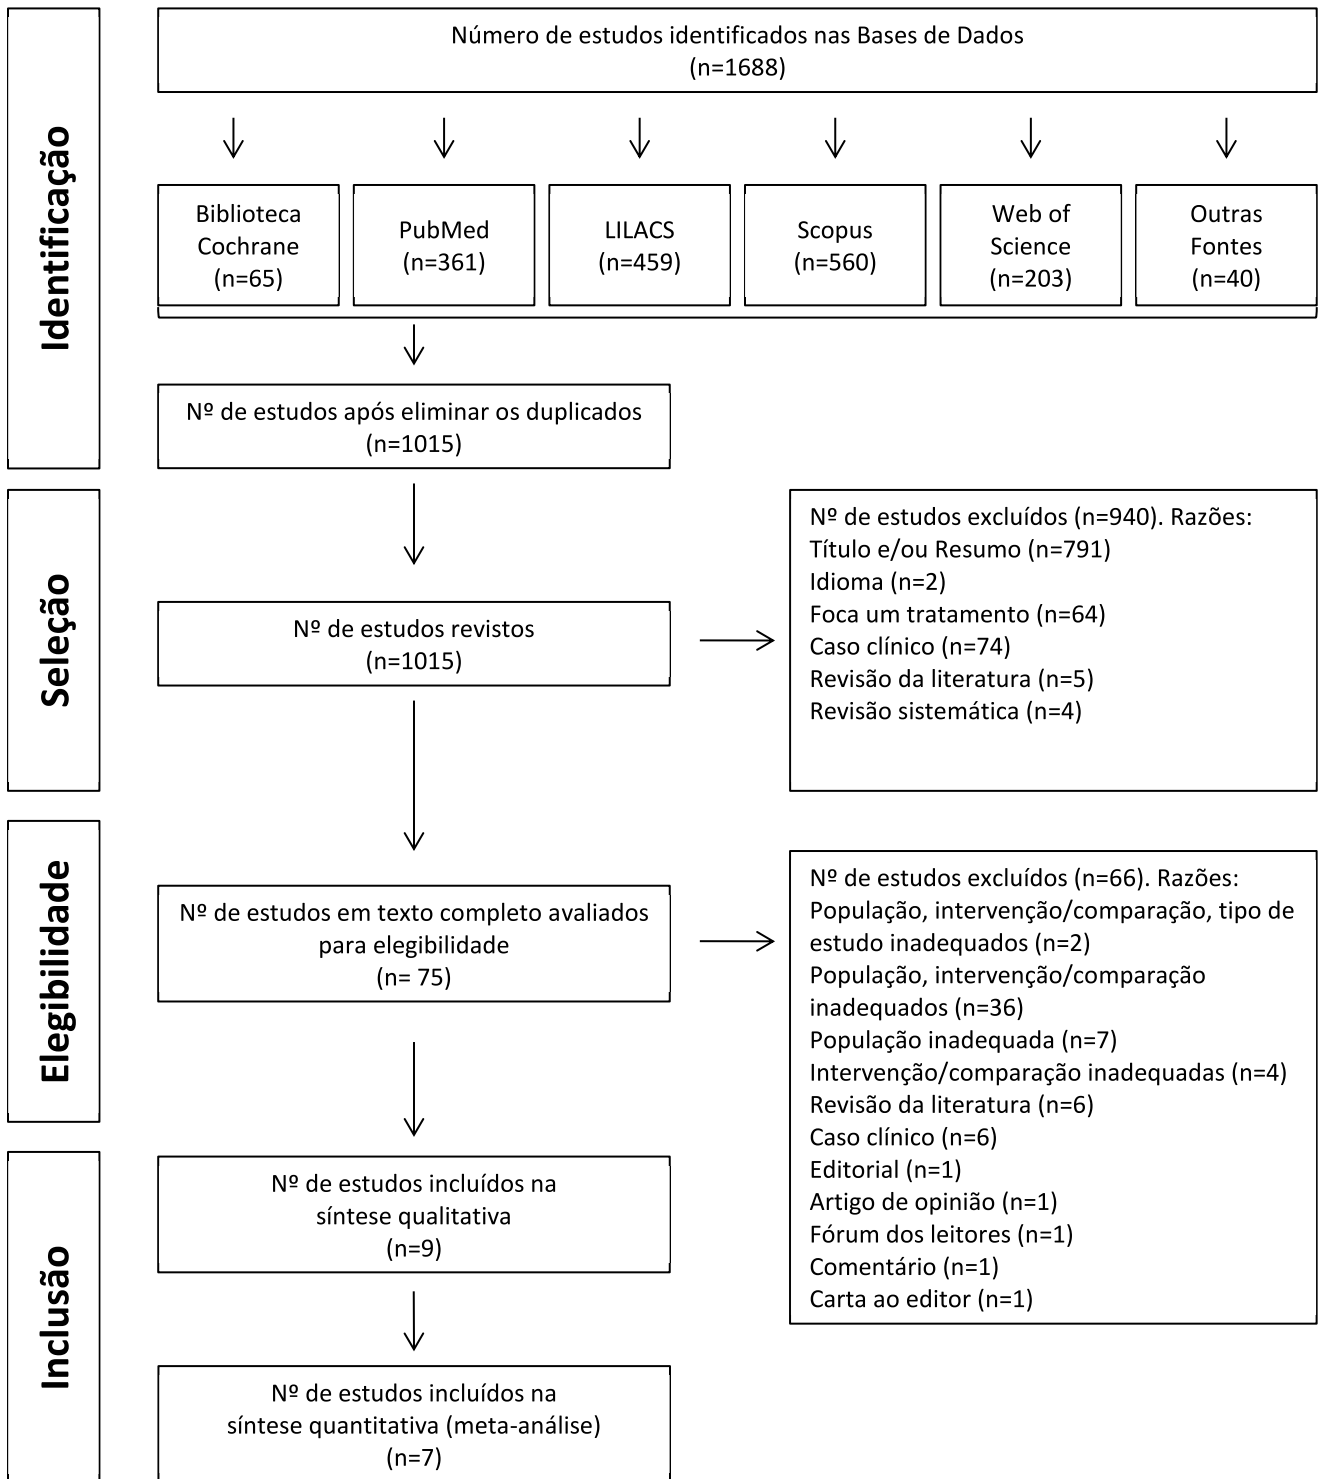 Identificação
Número de estudos identificados nas Bases de Dados
(n=1688)
Biblioteca
Cochrane
(n=65)
PubMed
(n=361)
LILACS
(n=459)
Scopus
(n=560)
Web of
Science
(n=203)
Outras
Fontes
(n=40)
Nº de estudos após eliminar os duplicados
(n=1015)
Seleção
Nº de estudos revistos
(n=1015)
Nº de estudos excluídos (n=940). Razões:
Título e/ou Resumo (n=791)
Idioma (n=2)
Foca um tratamento (n=64)
Caso clínico (n=74)
Revisão da literatura (n=5)
Revisão sistemática (n=4)
Elegibilidade
Nº de estudos em texto completo avaliados
para elegibilidade
(n= 75)
Nº de estudos excluídos (n=66). Razões:
População, intervenção/comparação, tipo de
estudo inadequados (n=2)
População, intervenção/comparação
inadequados (n=36)
População inadequada (n=7)
Intervenção/comparação inadequadas (n=4)
Revisão da literatura (n=6)
Caso clínico (n=6)
Editorial (n=1)
Artigo de opinião (n=1)
Fórum dos leitores (n=1)
Comentário (n=1)
Carta ao editor (n=1)
Inclusão
Nº de estudos incluídos na
síntese qualitativa
(n=9)
Nº de estudos incluídos na
síntese quantitativa (meta-análise)
(n=7)